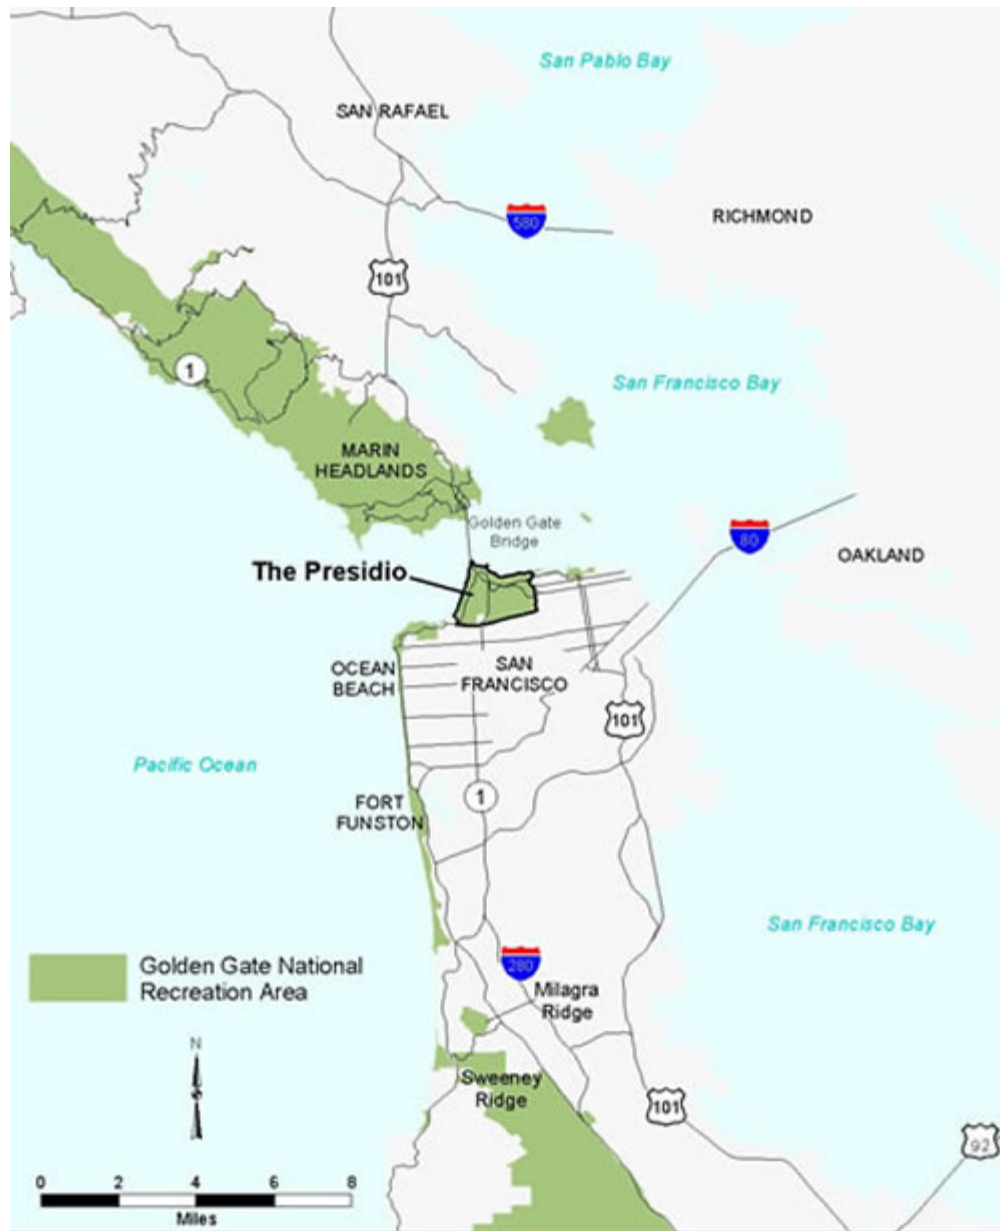 San Pablo Bay
SAN RAFAEL
580
RICHMOND
101
1
San Francisco Bay
MARIN
HEADLANDS
Golden Gate
Bridge
80
OAKLAND
The Presidio
OCEAN
BEACH
SAN
FRANCISCO
101
Pacific Ocean
1
FORT
FUNSTON
San Francisco Bay
Golden Gate National
Recreation Area
280
Milagra
Ridge
N
Sweeney
Ridge
101
92
0 2 4 6 8
Miles